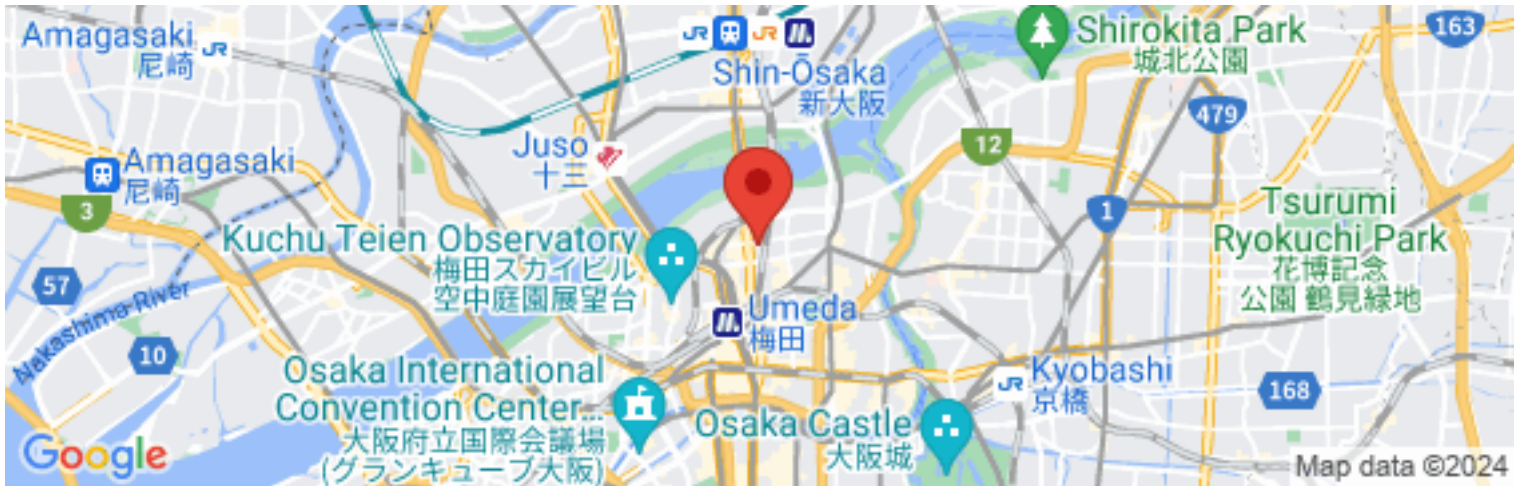 Amagasaki
尼崎
JR
JR
JR
Shin-Ōsaka
新大阪
Shirokita Park
城北公園
163
479
12
Juso
十三
Amagasaki
尼崎
3
1
Tsurumi
Ryokuchi Park
花博記念
公園 鶴見緑地
Kuchu Teien Observatory
梅田スカイビル
空中庭園展望台
57
Nakashima River
10
Umeda
梅田
Osaka International
Convention Center...
大阪府立国際会議場
(グランキューブ大阪)
JR
Kyobashi
京橋
168
Osaka Castle
大阪城
Google
Map data ©2024